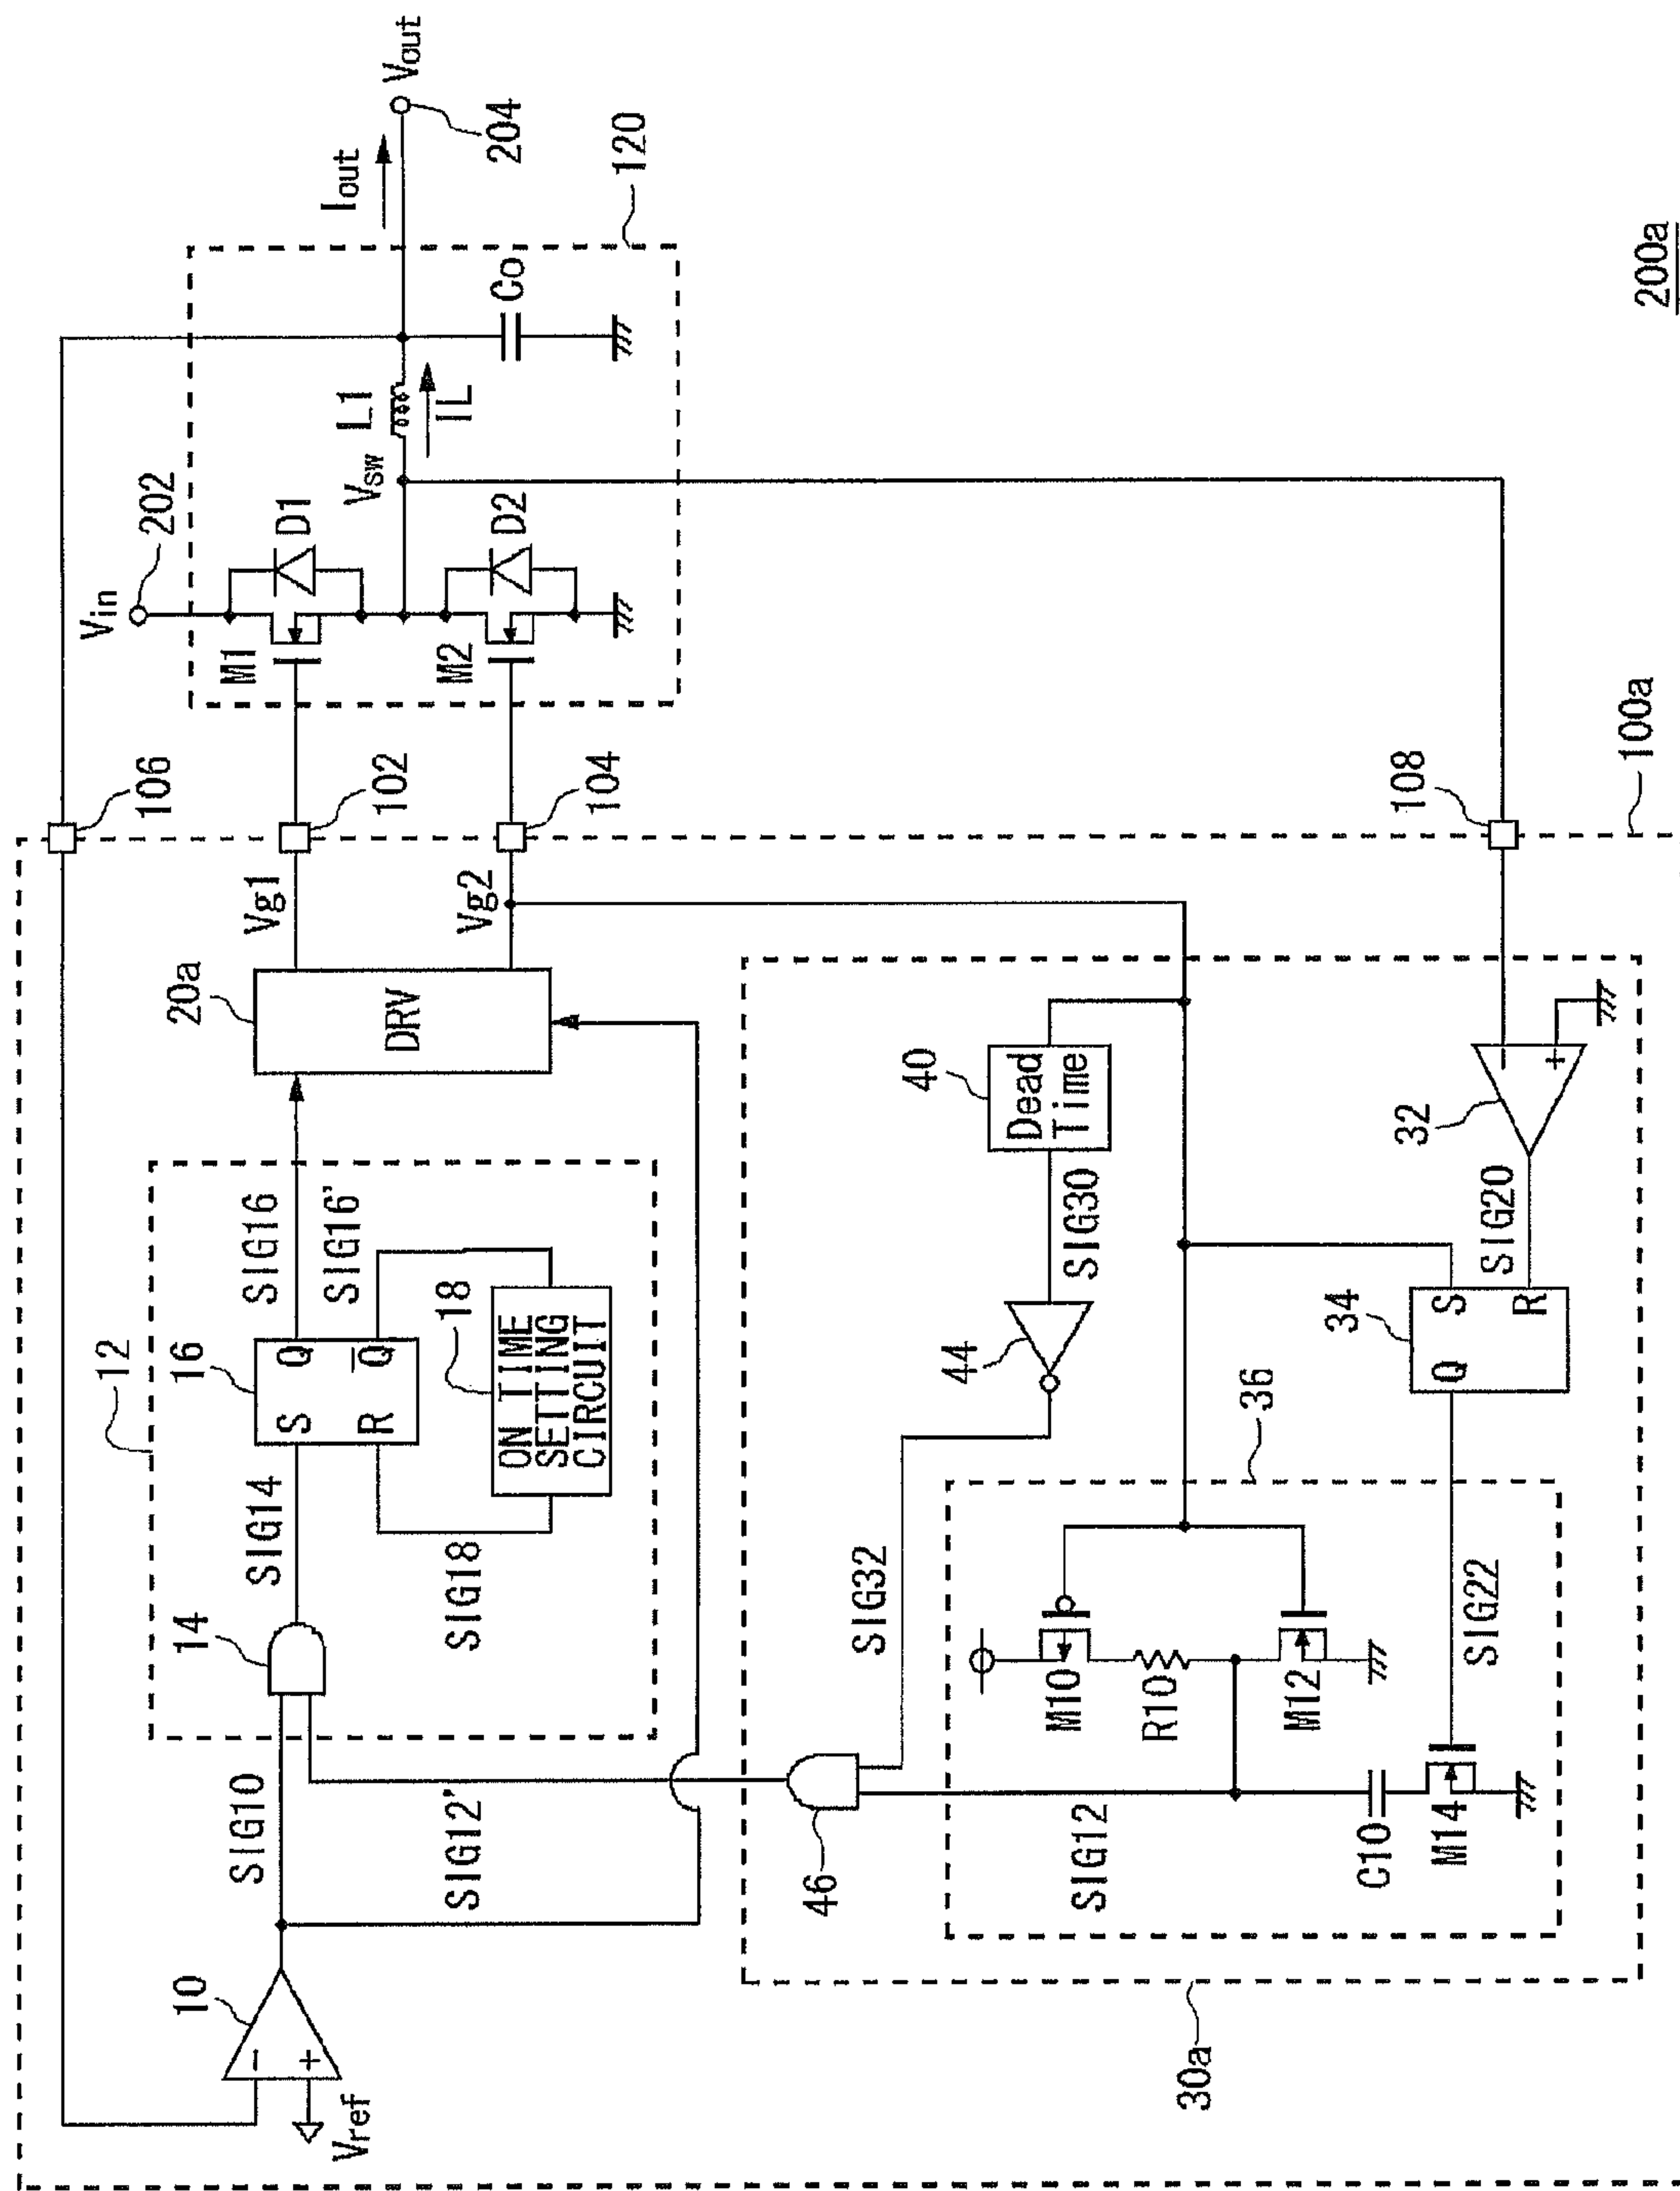 Vin
202
Iout
Vout
204
M1
D1
Vsw
L1
IL
Co
M2
D2
120
106
102
104
Vg1
Vg2
20a
DRV
12
SIG14
14
16
S
Q
R
Q
SIG16
SIG16'
18
ON TIME
SETTING
CIRCUIT
SIG18
SIG10
SIG12'
10
-
+
Vref
46
SIG32
44
SIG30
40
Dead
Time
108
100a
36
M10
R10
M12
SIG12
C10
M14
SIG22
34
Q
S
R
SIG20
32
-
+
30a
200a